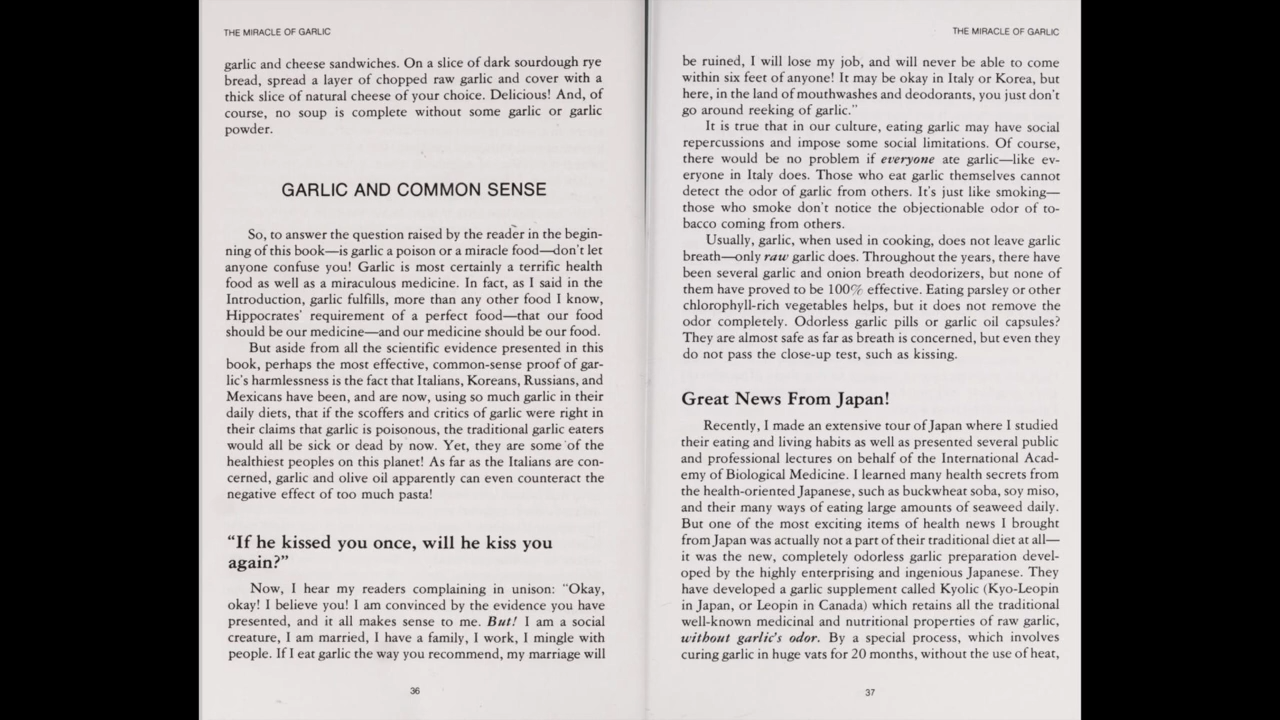 THE MIRACLE OF GARLIC
garlic and cheese sandwiches. On a slice of dark sourdough rye
bread, spread a layer of chopped raw garlic and cover with a
thick slice of natural cheese of your choice. Delicious! And, of
course, no soup is complete without some garlic or garlic
powder.
GARLIC AND COMMON SENSE
So, to answer the question raised by the reader in the begin-
ning of this book—is garlic a poison or a miracle food—don't let
anyone confuse you! Garlic is most certainly a terrific health
food as well as a miraculous medicine. In fact, as I said in the
Introduction, garlic fulfills, more than any other food I know,
Hippocrates' requirement of a perfect food—that our food
should be our medicine—and our medicine should be our food.
But aside from all the scientific evidence presented in this
book, perhaps the most effective, common-sense proof of gar-
lic's harmlessness is the fact that Italians, Koreans, Russians, and
Mexicans have been, and are now, using so much garlic in their
daily diets, that if the scoffers and critics of garlic were right in
their claims that garlic is poisonous, the traditional garlic eaters
would all be sick or dead by now. Yet, they are some of the
healthiest peoples on this planet! As far as the Italians are con-
cerned, garlic and olive oil apparently can even counteract the
negative effect of too much pasta!
"If he kissed you once, will he kiss you
again?"
Now, I hear my readers complaining in unison: "Okay,
okay! I believe you! I am convinced by the evidence you have
presented, and it all makes sense to me. But! I am a social
creature, I am married, I have a family, I work, I mingle with
people. If I eat garlic the way you recommend, my marriage will
36
THE MIRACLE OF GARLIC
be ruined, I will lose my job, and will never be able to come
within six feet of anyone! It may be okay in Italy or Korea, but
here, in the land of mouthwashes and deodorants, you just don't
go around reeking of garlic."
It is true that in our culture, eating garlic may have social
repercussions and impose some social limitations. Of course,
there would be no problem if everyone ate garlic—like ev-
eryone in Italy does. Those who eat garlic themselves cannot
detect the odor of garlic from others. It's just like smoking—
those who smoke don't notice the objectionable odor of to-
bacco coming from others.
Usually, garlic, when used in cooking, does not leave garlic
breath—only raw garlic does. Throughout the years, there have
been several garlic and onion breath deodorizers, but none of
them have proved to be 100% effective. Eating parsley or other
chlorophyll-rich vegetables helps, but it does not remove the
odor completely. Odorless garlic pills or garlic oil capsules?
They are almost safe as far as breath is concerned, but even they
do not pass the close-up test, such as kissing.
Great News From Japan!
Recently, I made an extensive tour of Japan where I studied
their eating and living habits as well as presented several public
and professional lectures on behalf of the International Acad-
emy of Biological Medicine. I learned many health secrets from
the health-oriented Japanese, such as buckwheat soba, soy miso,
and their many ways of eating large amounts of seaweed daily.
But one of the most exciting items of health news I brought
from Japan was actually not a part of their traditional diet at all—
it was the new, completely odorless garlic preparation devel-
oped by the highly enterprising and ingenious Japanese. They
have developed a garlic supplement called Kyolic (Kyo-Leopin
in Japan, or Leopin in Canada) which retains all the traditional
well-known medicinal and nutritional properties of raw garlic,
without garlic's odor. By a special process, which involves
curing garlic in huge vats for 20 months, without the use of heat,
37